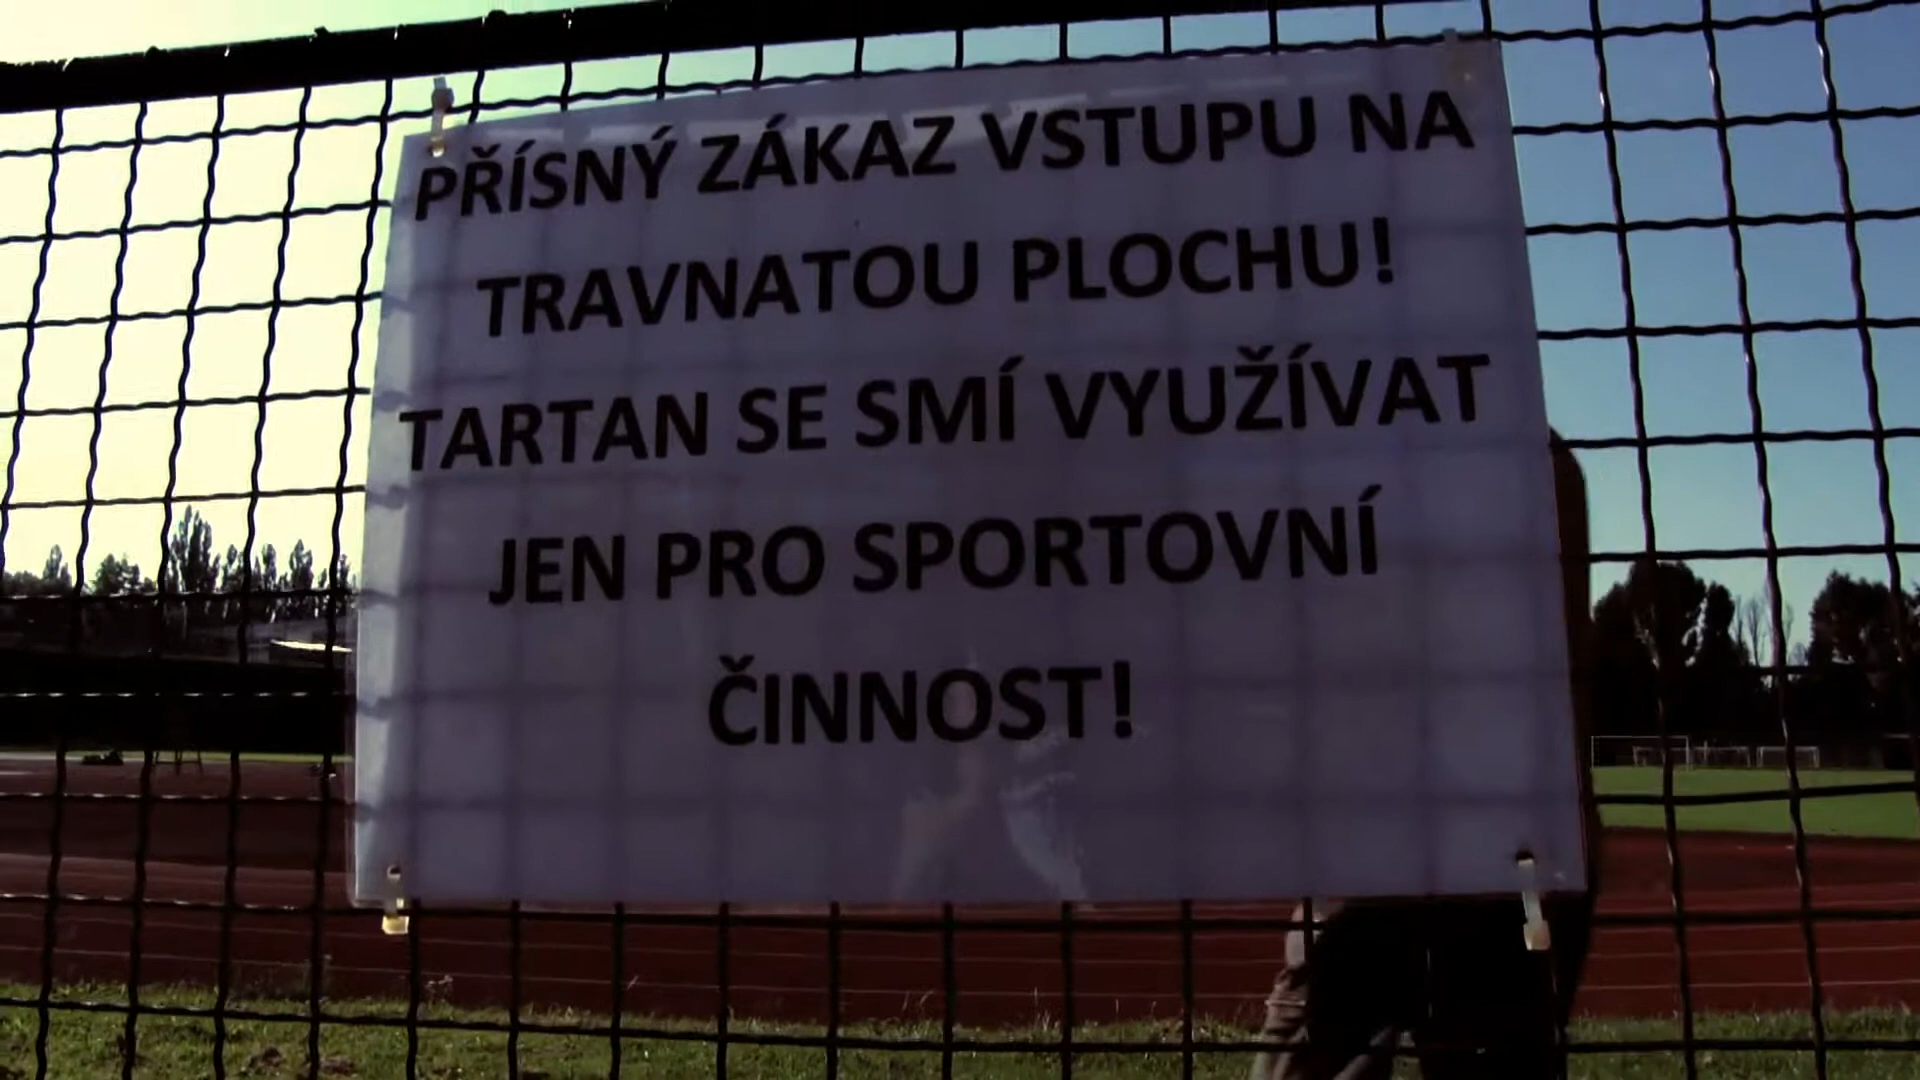 PŘÍSNÝ ZÁKAZ VSTUPU NA
TRAVNATOU PLOCHU!
TARTAN SE SMÍ VYUŽÍVAT
JEN PRO SPORTOVNÍ
ČINNOST!